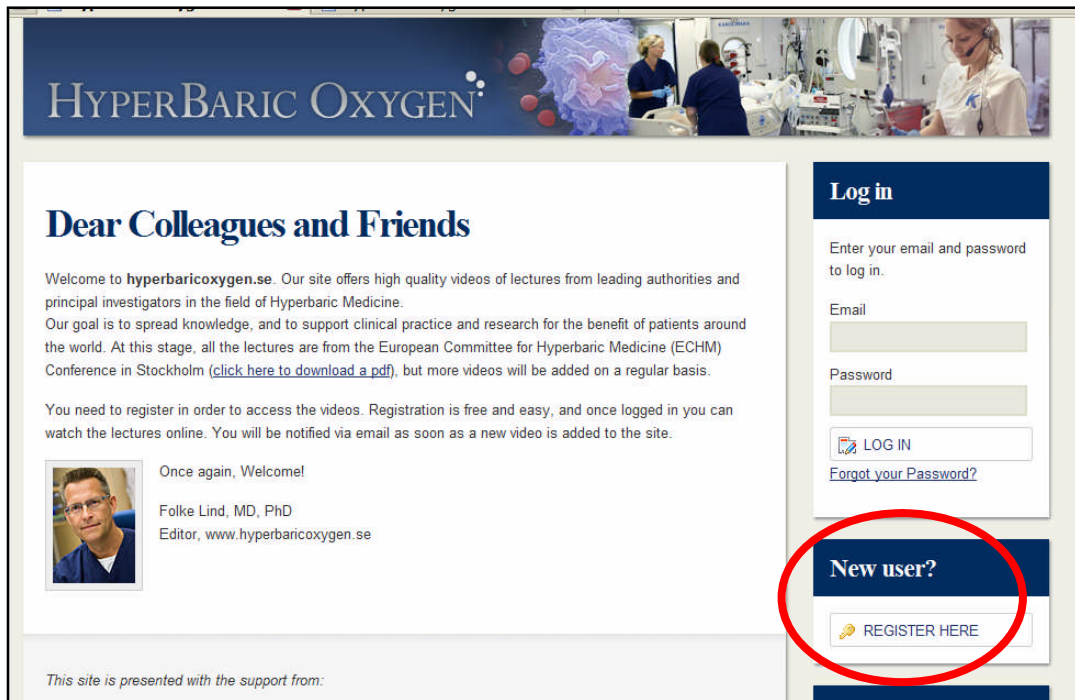 HYPERBARIC OXYGEN
Dear Colleagues and Friends
Welcome to hyperbaricoxygen.se. Our site offers high quality videos of lectures from leading authorities and
principal investigators in the field of Hyperbaric Medicine.
Our goal is to spread knowledge, and to support clinical practice and research for the benefit of patients around
the world. At this stage, all the lectures are from the European Committee for Hyperbaric Medicine (ECHM)
Conference in Stockholm (click here to download a pdf), but more videos will be added on a regular basis.
You need to register in order to access the videos. Registration is free and easy, and once logged in you can
watch the lectures online. You will be notified via email as soon as a new video is added to the site.
Once again, Welcome!
Folke Lind, MD, PhD
Editor, www.hyperbaricoxygen.se
This site is presented with the support from:
Log in
Enter your email and password
to log in.
Email
Password
LOG IN
Forgot your Password?
New user?
REGISTER HERE